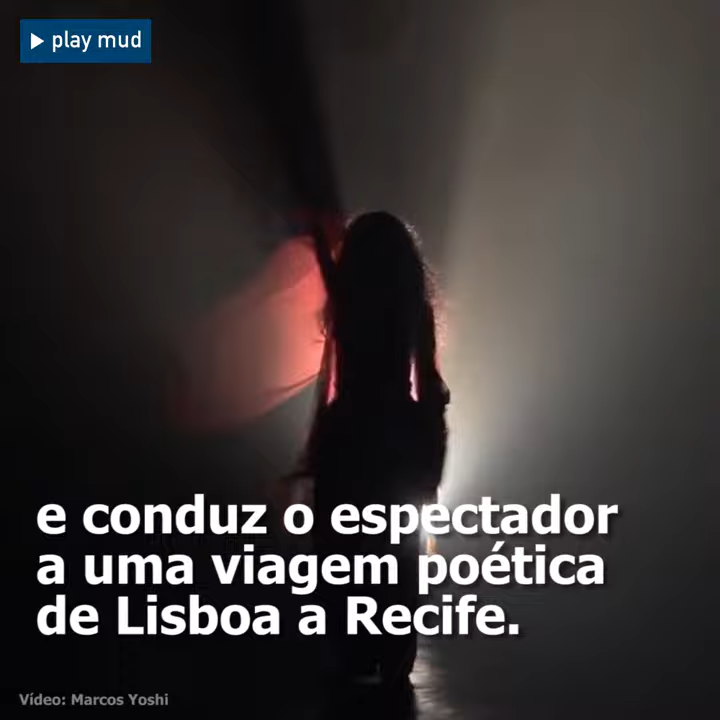 play mud
e conduz o espectador
a uma viagem poética
de Lisboa a Recife.
Vídeo: Marcos Yoshi